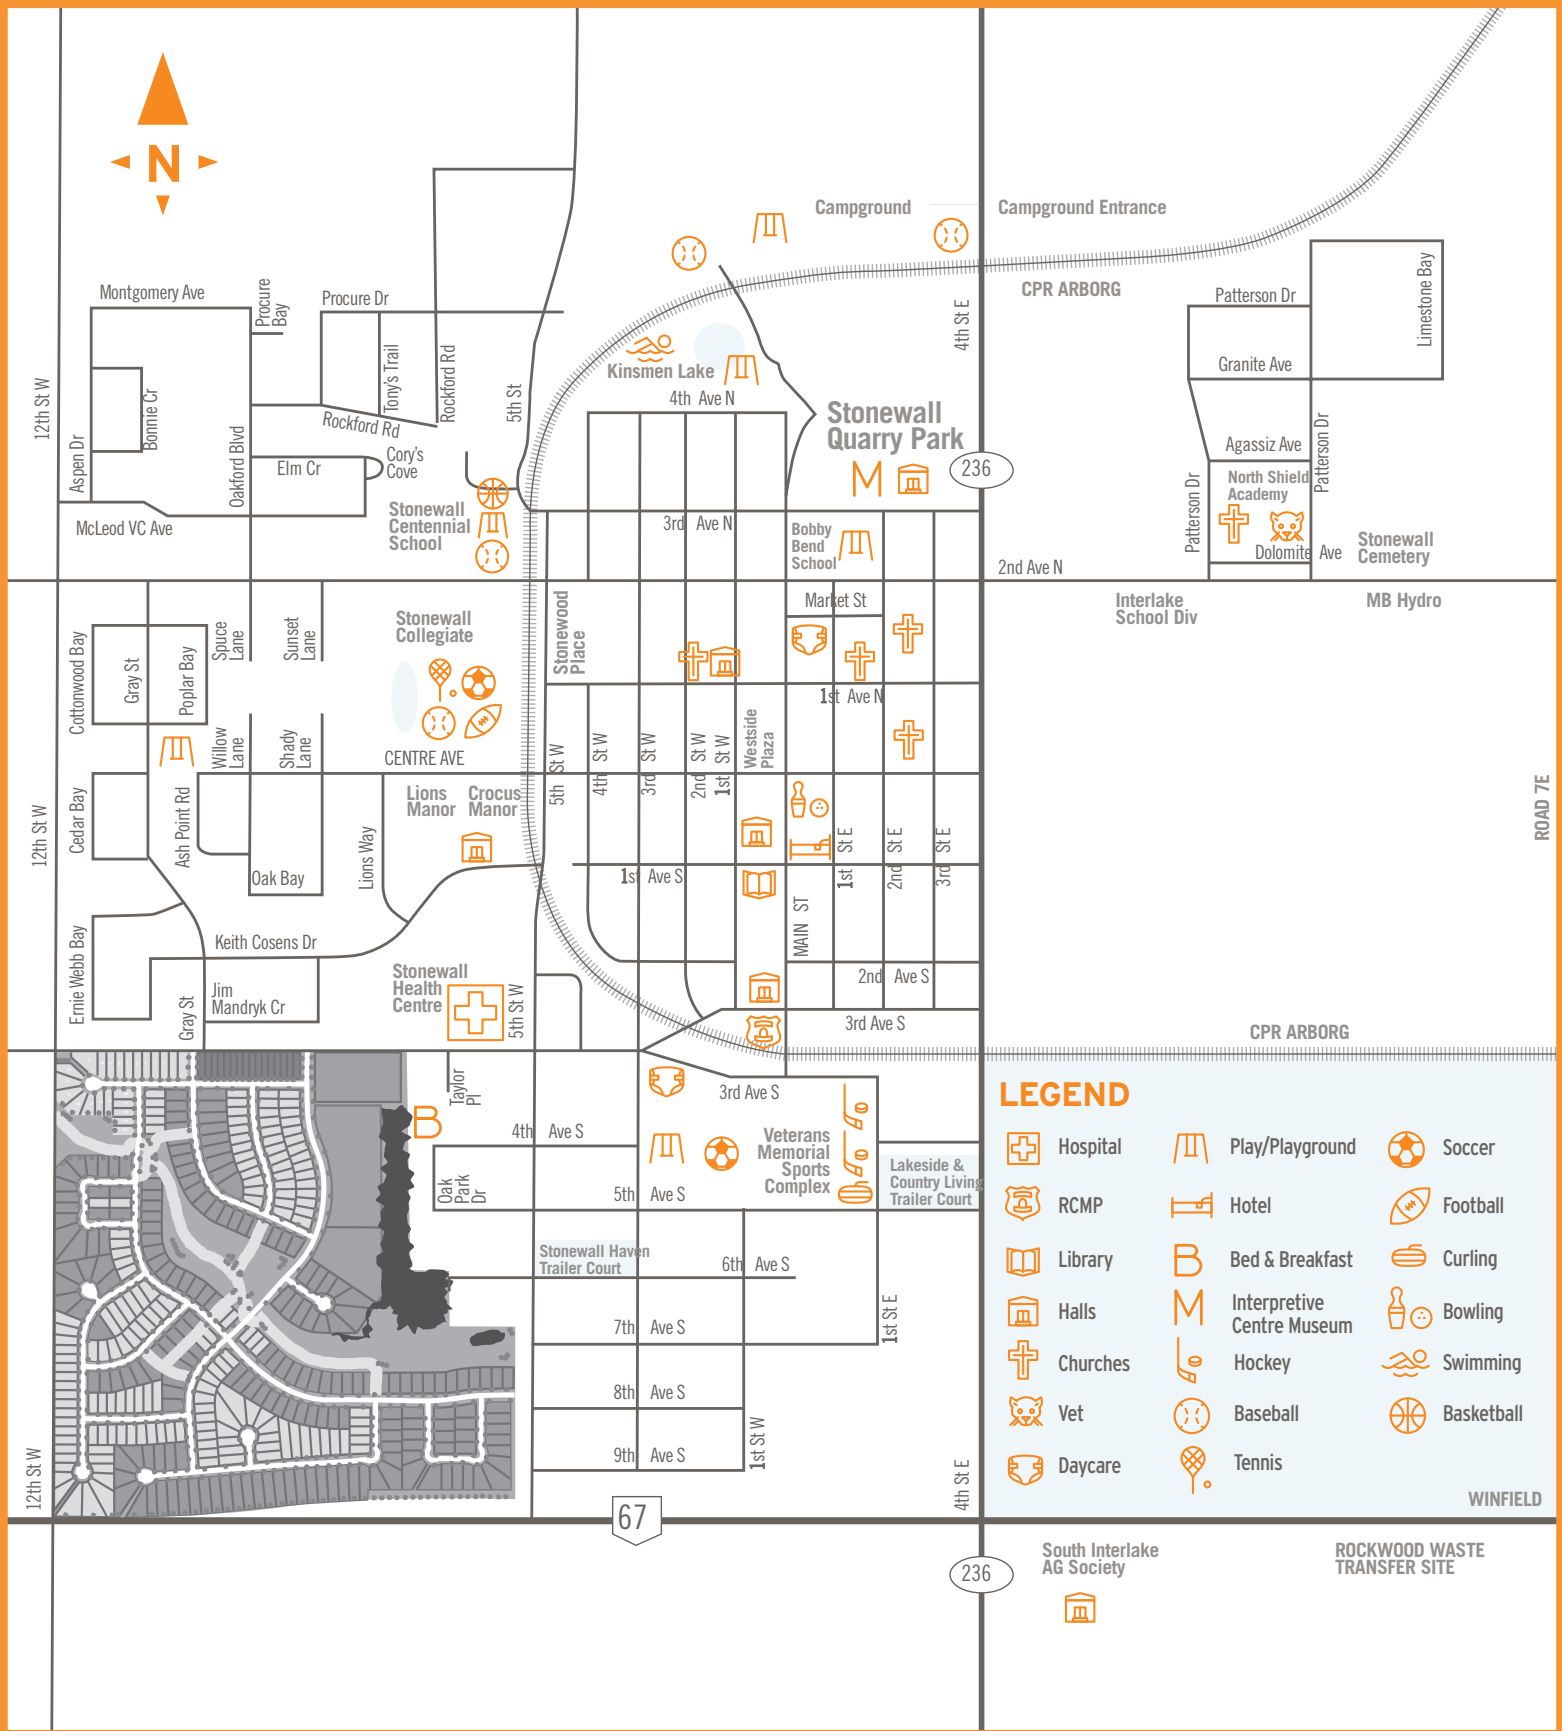 N
Campground
Campground Entrance
CPR ARBORG
4th St E
Montgomery Ave
Procure
Bay
Procure Dr
Tony's Trail
Rockford Rd
Rockford Rd
5th St
12th St W
Aspen Dr
Bonnie Cr
Oakford Blvd
Elm Cr
Cory's
Cove
McLeod VC Ave
Stonewall
Centennial
School
Kinsmen Lake
4th Ave N
Stonewall
Quarry Park
M
236
3rd Ave N
Bobby
Bend
School
Patterson Dr
Limestone Bay
Granite Ave
Agassiz Ave
Patterson Dr
Patterson Dr
North Shield
Academy
Dolomite Ave
Stonewall
Cemetery
2nd Ave N
Interlake
School Div
MB Hydro
Market St
Stonewall
Collegiate
Stonewood
Place
Cottonwood Bay
Gray St
Poplar Bay
Spuce
Lane
Sunset
Lane
Willow
Lane
Shady
Lane
CENTRE AVE
1st Ave N
Westside
Plaza
5th St W
4th St W
3rd St W
2nd St W
1st St W
12th St W
Cedar Bay
Ash Point Rd
Oak Bay
Lions Way
Lions
Manor
Crocus
Manor
1st Ave S
MAIN ST
1st St E
2nd St E
3rd St E
ROAD 7E
Ernie Webb Bay
Keith Cosens Dr
Gray St
Jim
Mandryk Cr
Stonewall
Health
Centre
5th St W
2nd Ave S
3rd Ave S
CPR ARBORG
Taylor
Pl
B
3rd Ave S
4th Ave S
Oak
Park
Dr
5th Ave S
Veterans
Memorial
Sports
Complex
Lakeside &
Country Living
Trailer Court
Stonewall Haven
Trailer Court
6th Ave S
7th Ave S
1st St E
8th Ave S
1st St W
9th Ave S
12th St W
4th St E
67
236
LEGEND
Hospital
Play/Playground
Soccer
RCMP
Hotel
Football
Library
B
Bed & Breakfast
Curling
Halls
M
Interpretive
Centre Museum
Bowling
Churches
Hockey
Swimming
Vet
Baseball
Basketball
Daycare
Tennis
WINFIELD
South Interlake
AG Society
ROCKWOOD WASTE
TRANSFER SITE